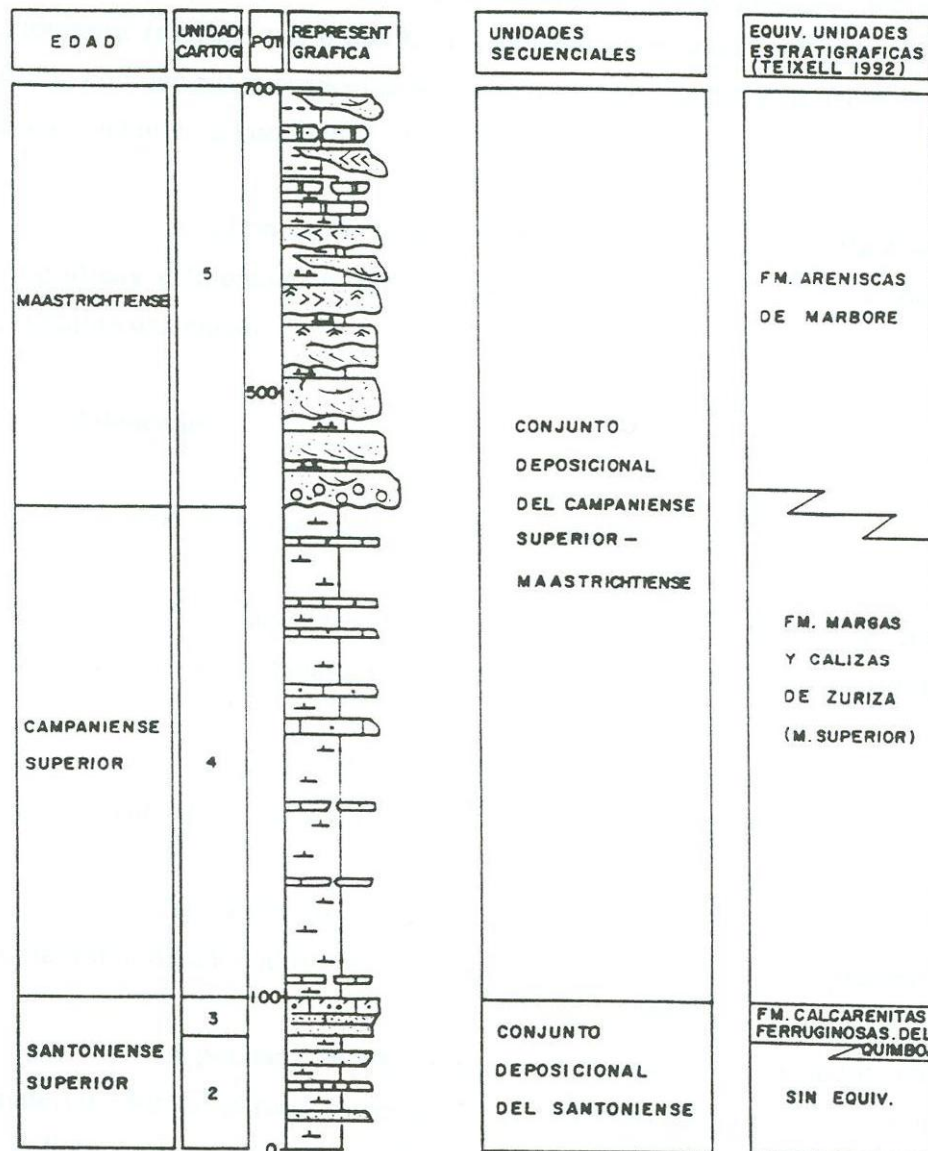 EDAD
UNIDAD
CARTOG
POT
REPRESENT
GRAFICA
UNIDADES
SECUENCIALES
EQUIV. UNIDADES
ESTRATIGRAFICAS
(TEIXELL 1992)
700
MAASTRICHTIENSE
5
500
FM. ARENISCAS
DE MARBORE
CONJUNTO
DEPOSICIONAL
DEL CAMPANIENSE
SUPERIOR –
MAASTRICHTIENSE
CAMPANIENSE
SUPERIOR
4
FM. MARGAS
Y CALIZAS
DE ZURIZA
(M. SUPERIOR)
100
SANTONIENSE
SUPERIOR
3
2
0
CONJUNTO
DEPOSICIONAL
DEL SANTONIENSE
FM. CALCARENITAS
FERRUGINOSAS. DEL
QUIMBO
SIN EQUIV.